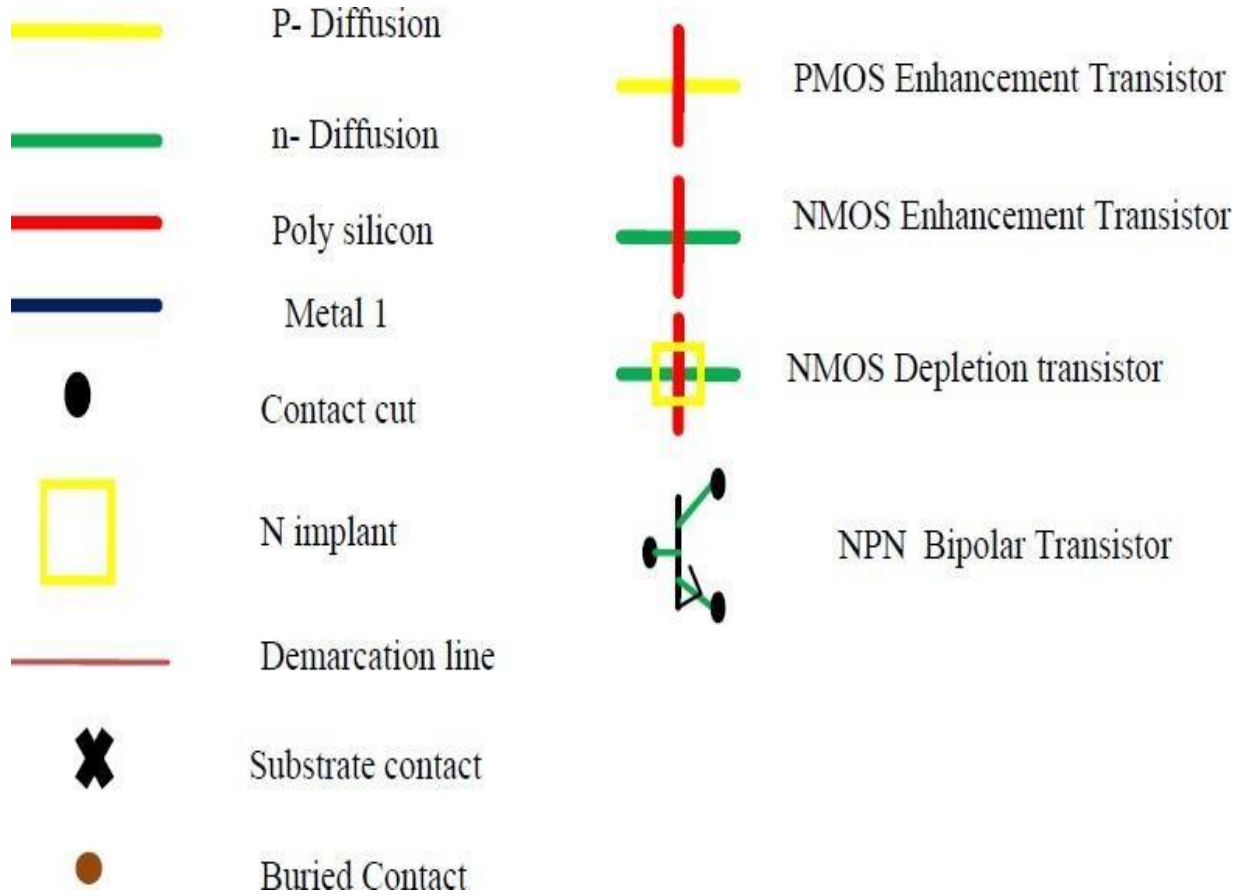 P- Diffusion
n- Diffusion
Poly silicon
Metal 1
Contact cut
N implant
Demarcation line
Substrate contact
Buried Contact
PMOS Enhancement Transistor
NMOS Enhancement Transistor
NMOS Depletion transistor
NPN Bipolar Transistor